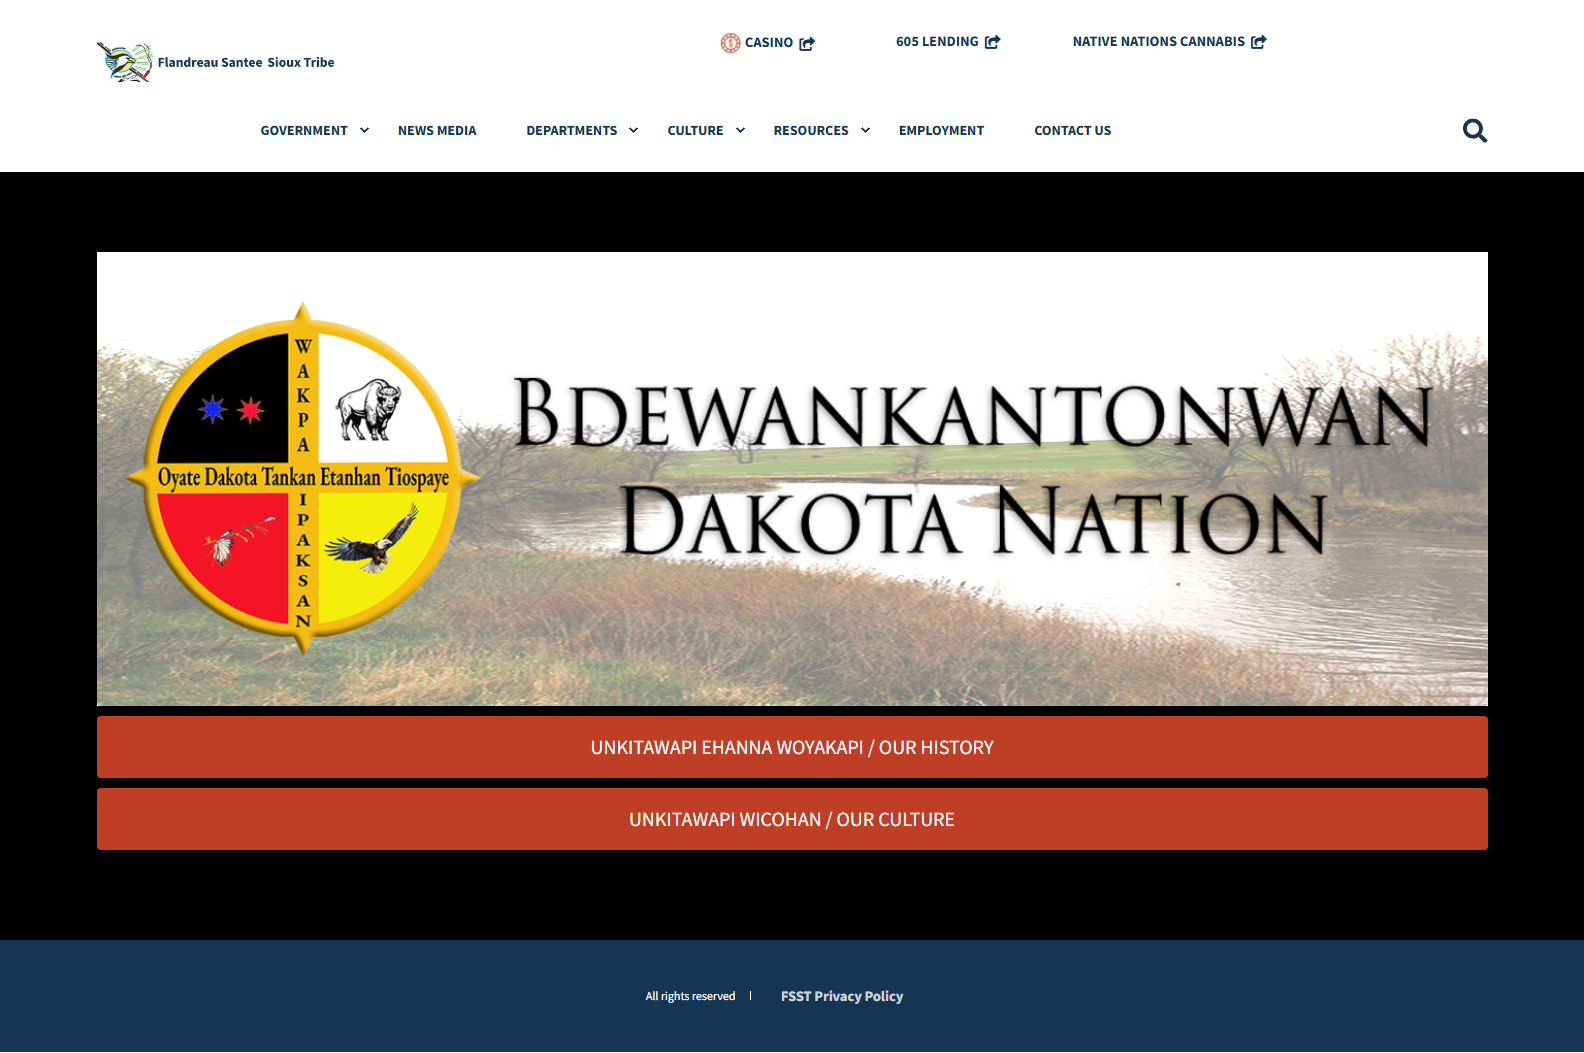 CASINO
605 LENDING
NATIVE NATIONS CANNABIS
Flandreau Santee Sioux Tribe
GOVERNMENT
NEWS MEDIA
DEPARTMENTS
CULTURE
RESOURCES
EMPLOYMENT
CONTACT US
WAKPA IPAKSAN
Oyate Dakota Tankan Etanhan Tiospaye
BDEWANKANTONWAN
DAKOTA NATION
UNKITAWAPI EHANNA WOYAKAPI / OUR HISTORY
UNKITAWAPI WICOHAN / OUR CULTURE
All rights reserved |
FSST Privacy Policy